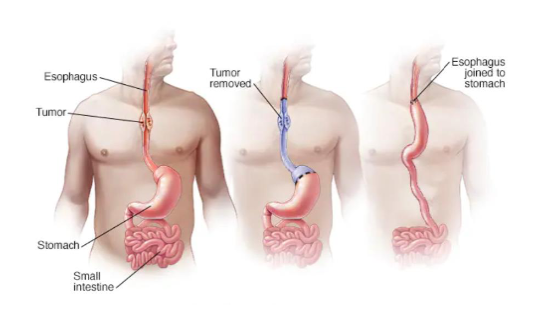 Esophagus
Tumor
Stomach
Small
intestine
Tumor
removed
Esophagus
joined to
stomach